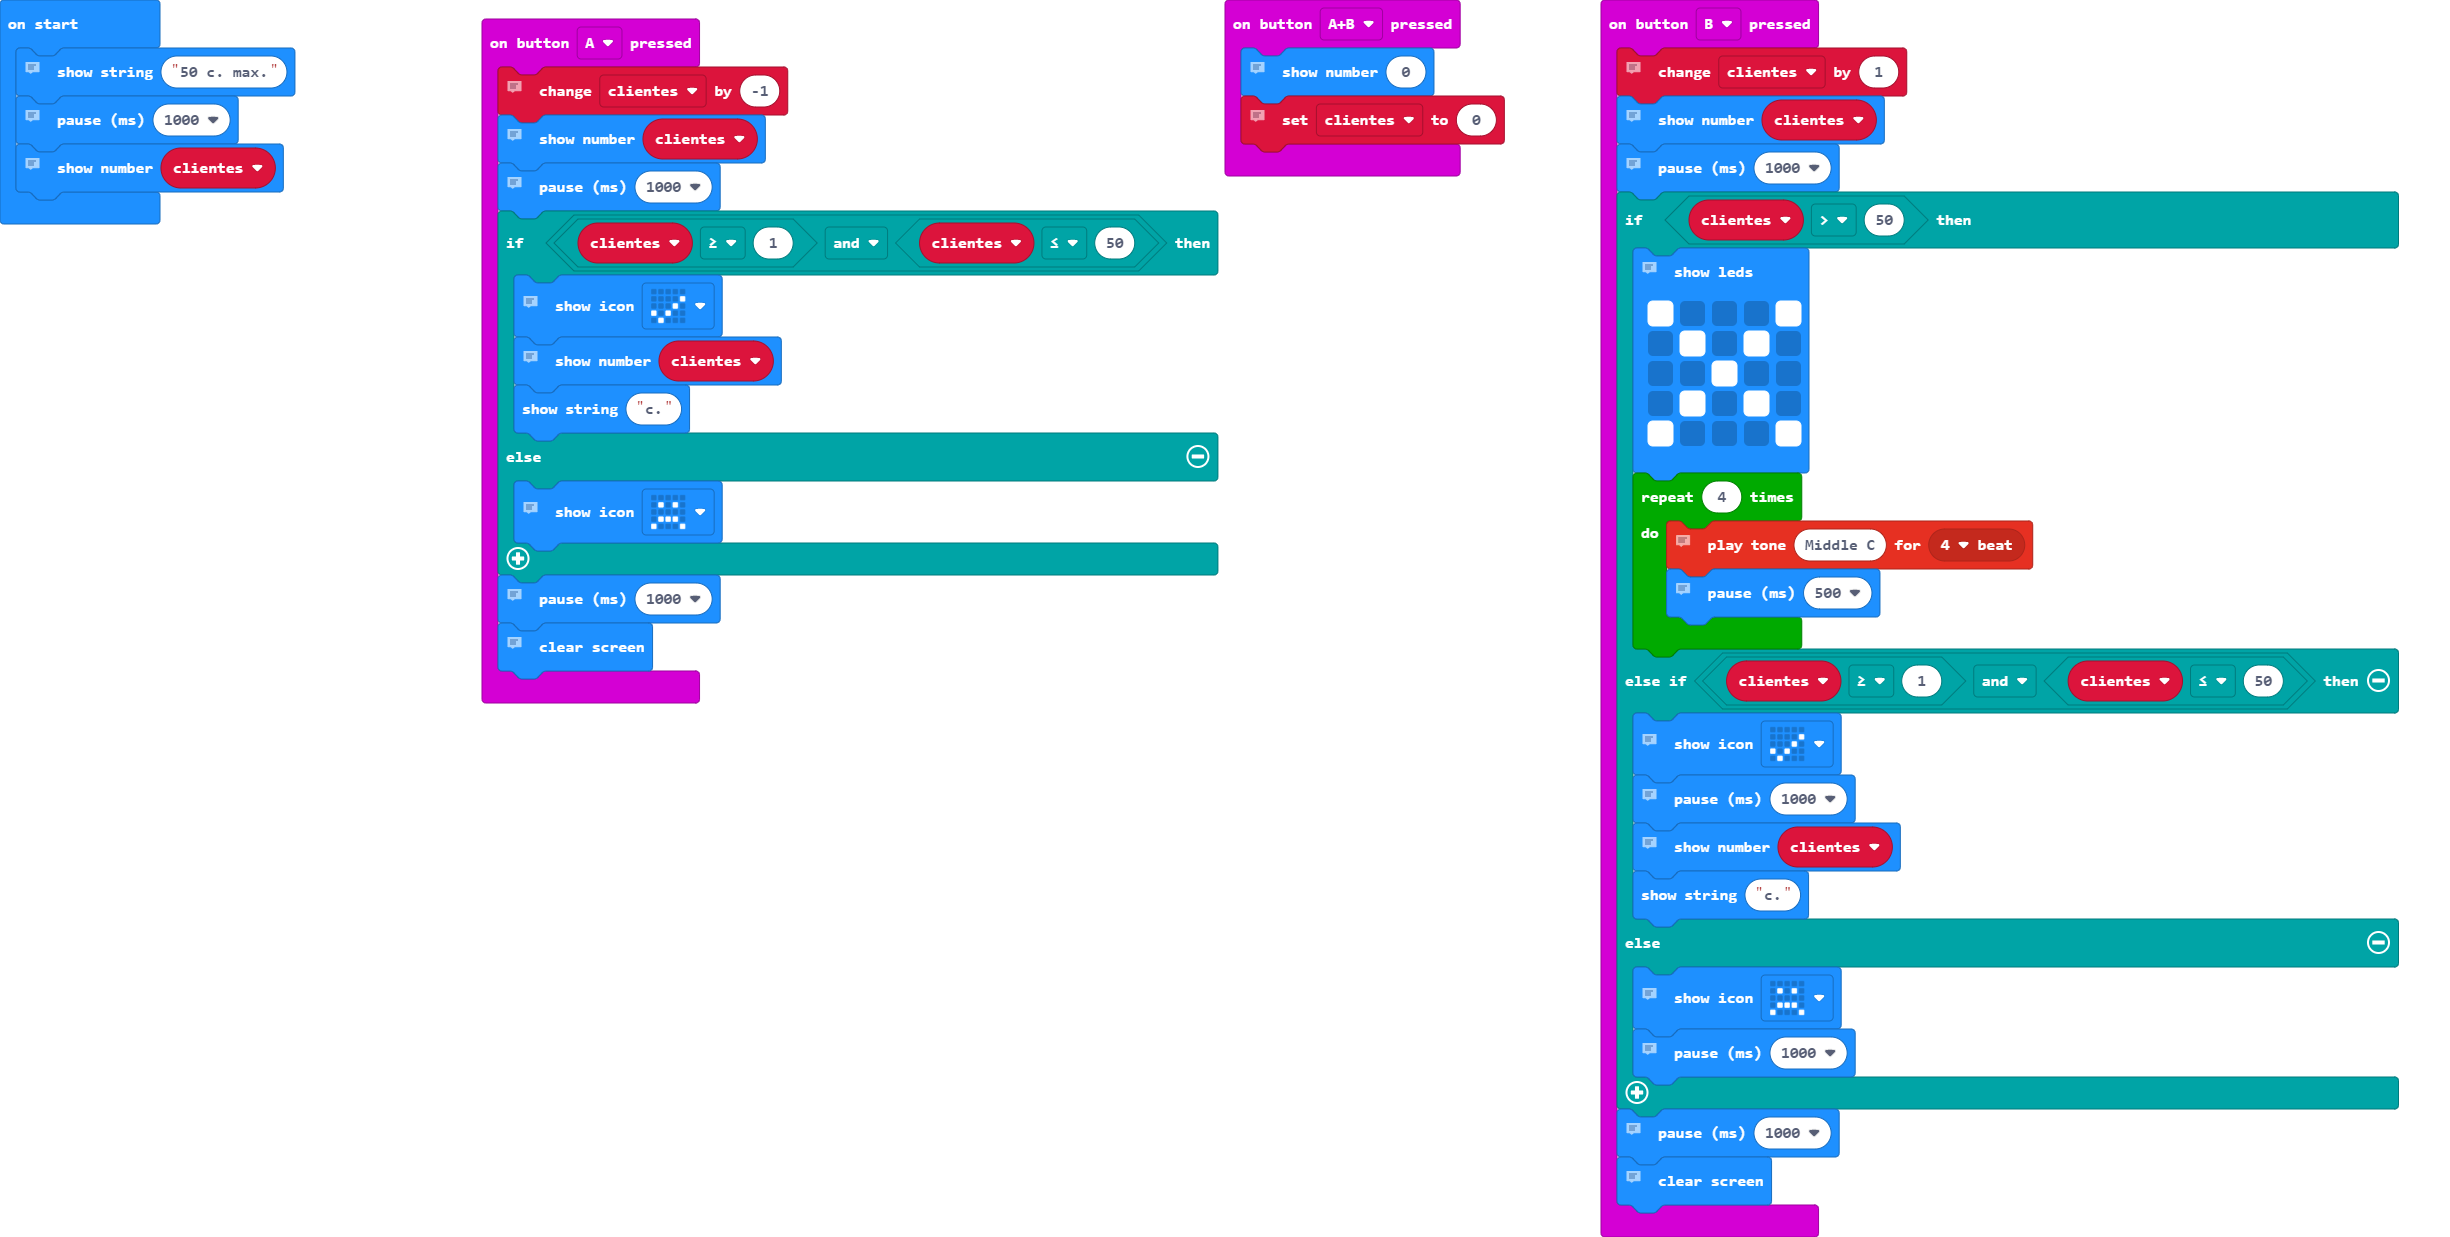 on start
show string "50 c. max."
pause (ms) 1000
show number clientes
on button A pressed
change clientes by -1
show number clientes
pause (ms) 1000
if clientes ≥ 1 and clientes ≤ 50 then
show icon
show number clientes
show string "c."
else
show icon
pause (ms) 1000
clear screen
on button A+B pressed
show number 0
set clientes to 0
on button B pressed
change clientes by 1
show number clientes
pause (ms) 1000
if clientes > 50 then
show leds
repeat 4 times
do
play tone Middle C for 4 beat
pause (ms) 500
else if clientes ≥ 1 and clientes ≤ 50 then
show icon
pause (ms) 1000
show number clientes
show string "c."
else
show icon
pause (ms) 1000
pause (ms) 1000
clear screen